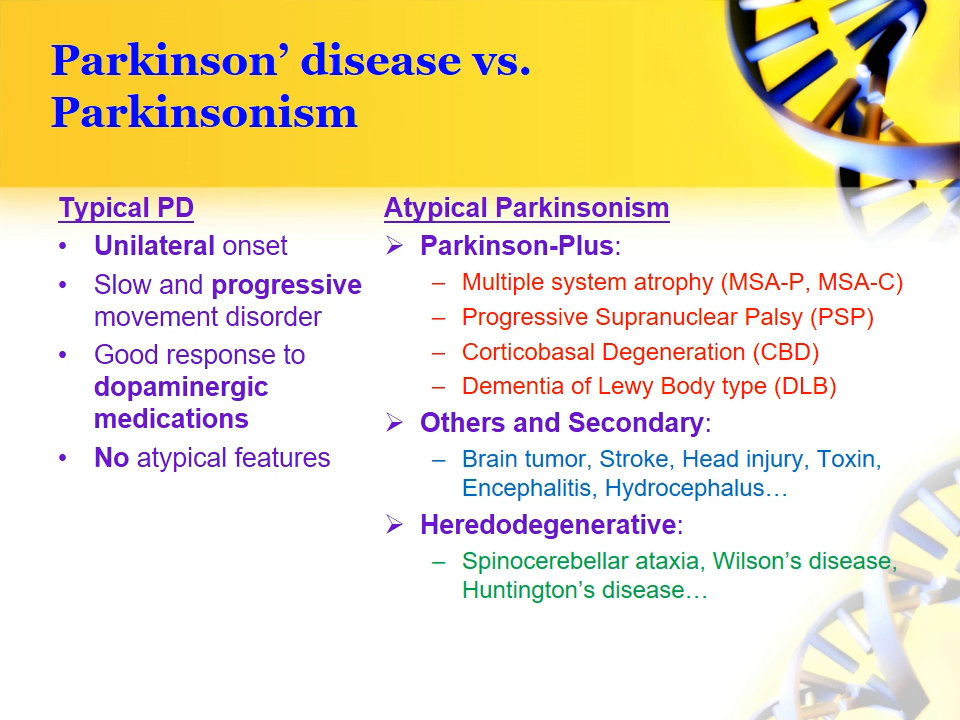 Parkinson’ disease vs.
Parkinsonism
Typical PD
• Unilateral onset
• Slow and progressive
movement disorder
• Good response to
dopaminergic
medications
• No atypical features
Atypical Parkinsonism
➢ Parkinson-Plus:
– Multiple system atrophy (MSA-P, MSA-C)
– Progressive Supranuclear Palsy (PSP)
– Corticobasal Degeneration (CBD)
– Dementia of Lewy Body type (DLB)
➢ Others and Secondary:
– Brain tumor, Stroke, Head injury, Toxin,
Encephalitis, Hydrocephalus…
➢ Heredodegenerative:
– Spinocerebellar ataxia, Wilson’s disease,
Huntington’s disease…